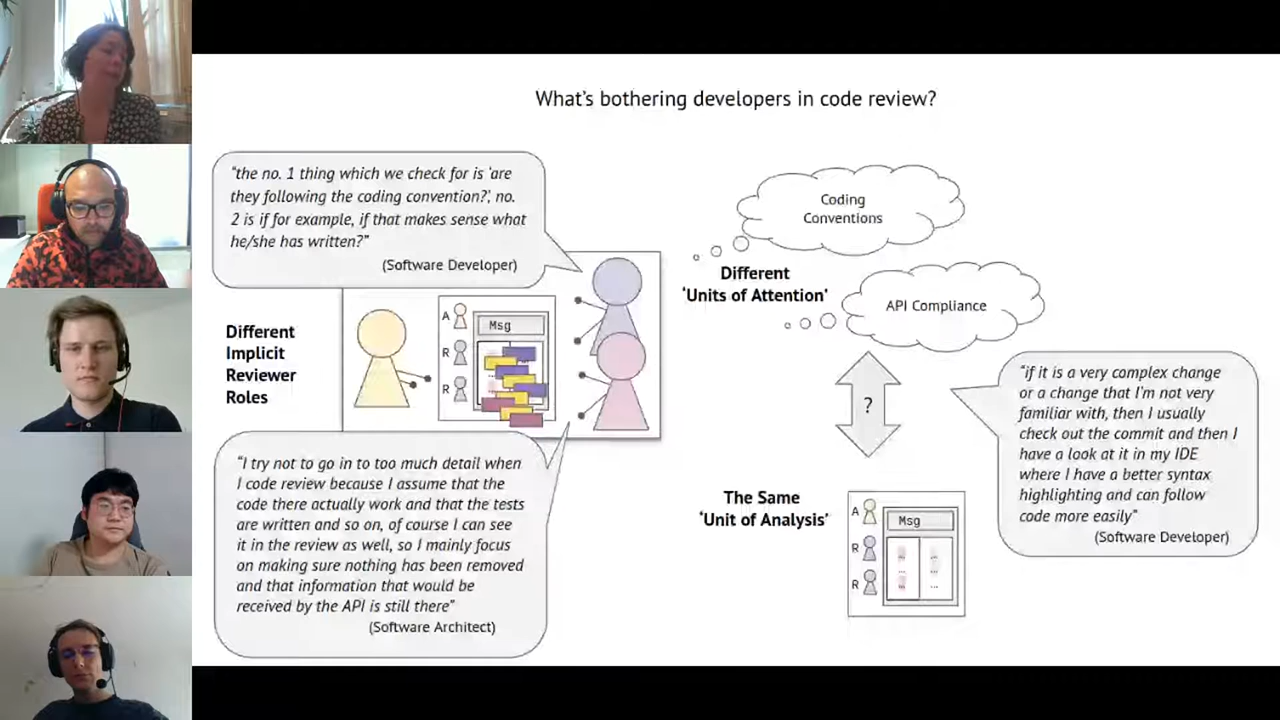 What's bothering developers in code review?
“the no. 1 thing which we check for is ‘are
they following the coding convention?’, no.
2 is if for example, if that makes sense what
he/she has written?”
(Software Developer)
Different
Implicit
Reviewer
Roles
A
R
R
Msg
...
“I try not to go in to too much detail when
I code review because I assume that the
code there actually work and that the tests
are written and so on, of course I can see
it in the review as well, so I mainly focus
on making sure nothing has been removed
and that information that would be
received by the API is still there”
(Software Architect)
Coding
Conventions
Different
‘Units of Attention’
API Compliance
?
The Same
‘Unit of Analysis’
A
R
R
Msg
... ...
... ...
“if it is a very complex change
or a change that I'm not very
familiar with, then I usually
check out the commit and then I
have a look at it in my IDE
where I have a better syntax
highlighting and can follow
code more easily”
(Software Developer)